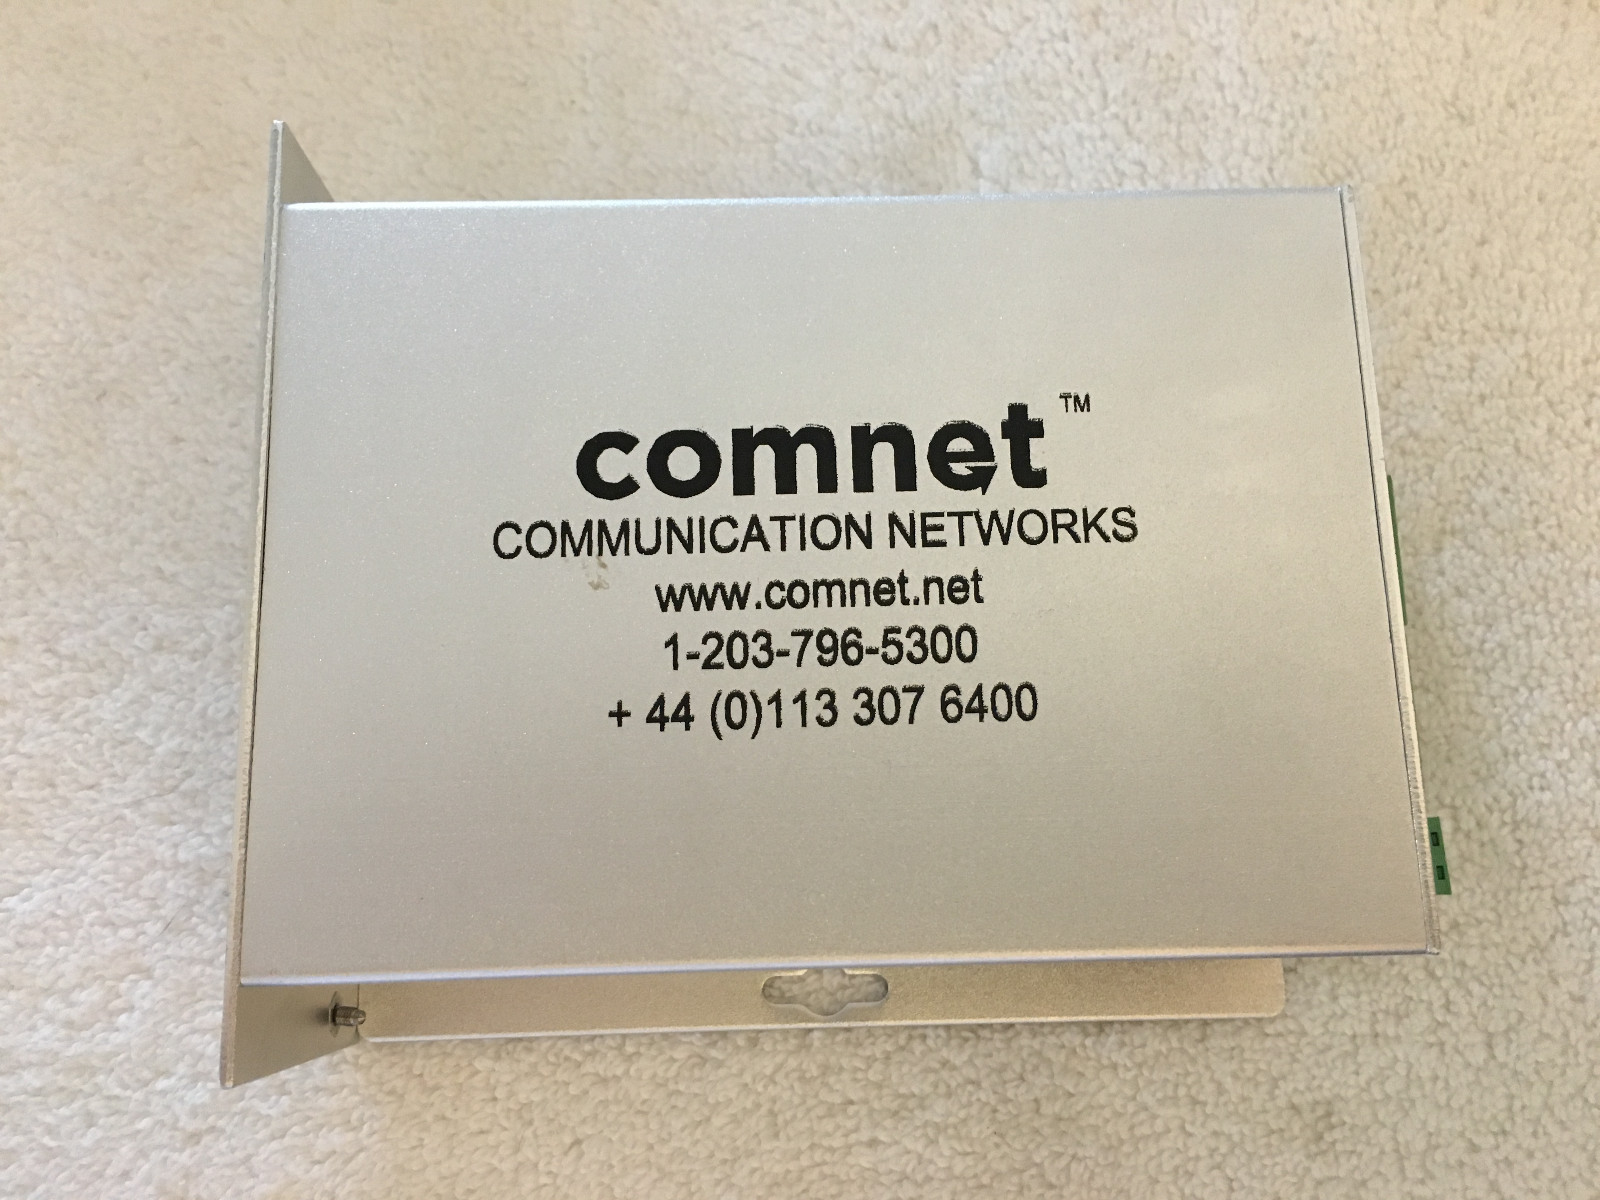 comnet™
COMMUNICATION NETWORKS
www.comnet.net
1-203-796-5300
+ 44 (0)113 307 6400